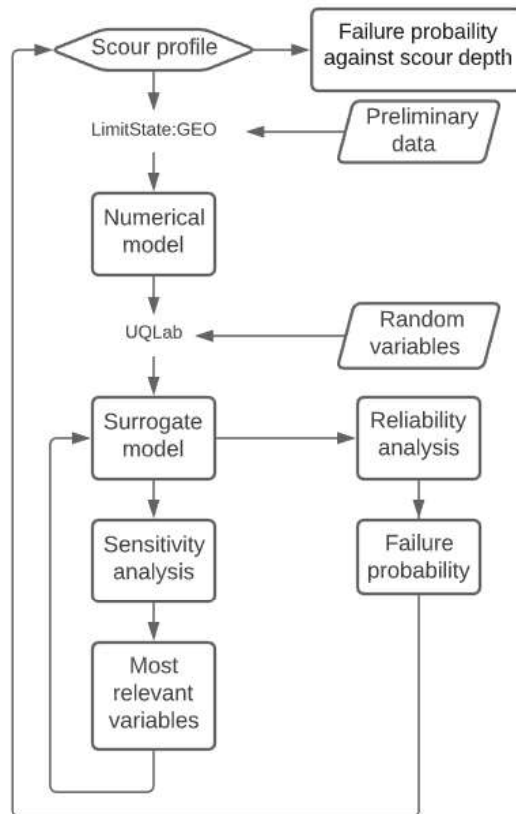 Scour profile
Failure probaility
against scour depth
LimitState:GEO
Preliminary
data
Numerical
model
UQLab
Random
variables
Surrogate
model
Reliability
analysis
Sensitivity
analysis
Failure
probability
Most
relevant
variables